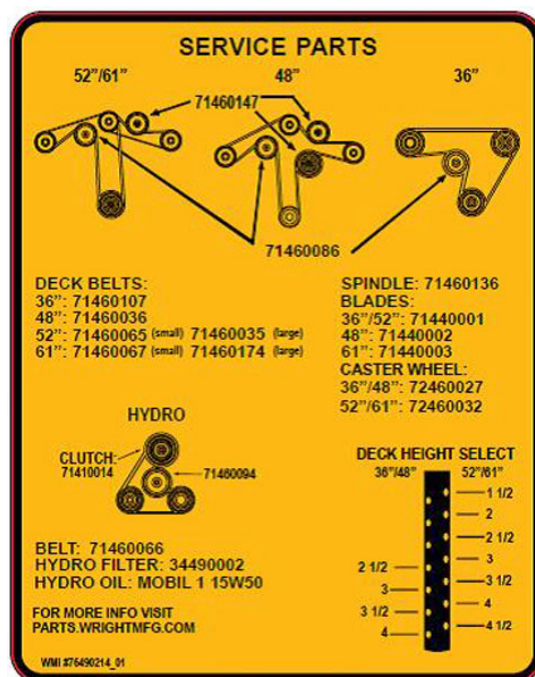 SERVICE PARTS
52”/61” 48” 36”
71460147
71460086
DECK BELTS:
36”: 71460107
48”: 71460036
52”: 71460065 (small) 71460035 (large)
61”: 71460067 (small) 71460174 (large)
SPINDLE: 71460136
BLADES:
36”/52”: 71440001
48”: 71440002
61”: 71440003
CASTER WHEEL:
36”/48”: 72460027
52”/61”: 72460032
HYDRO
CLUTCH:
71410014
71460094
BELT: 71460066
HYDRO FILTER: 34490002
HYDRO OIL: MOBIL 1 15W50
FOR MORE INFO VISIT
PARTS.WRIGHTMFG.COM
WMI #76490214_01
DECK HEIGHT SELECT
36”/48” 52”/61”
1 1/2
2
2 1/2
3
2 1/2
3 1/2
3
4
3 1/2
4 1/2
4